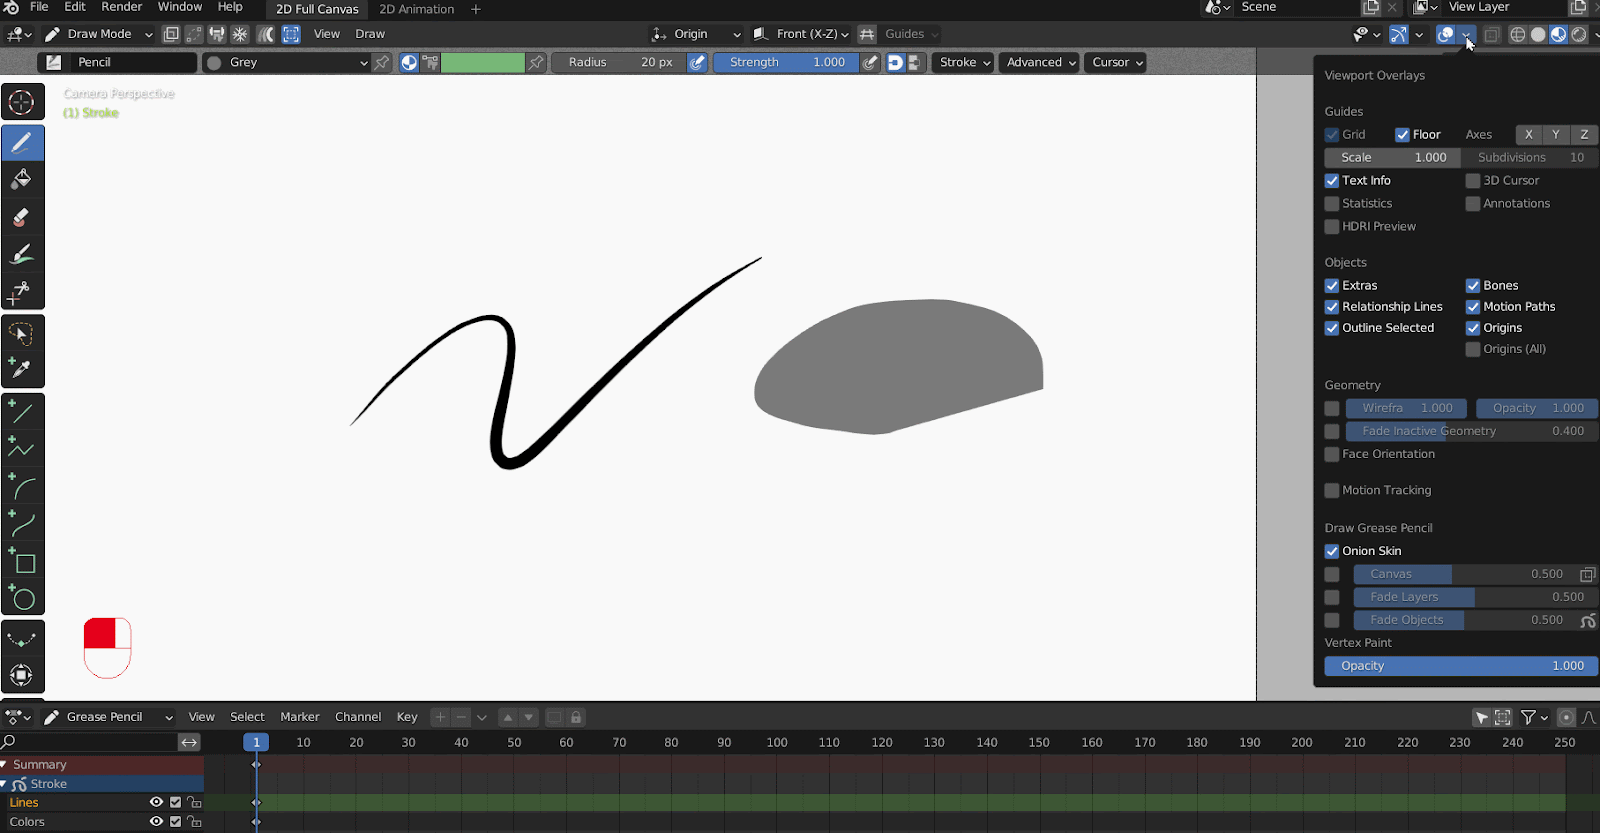 File Edit Render Window Help 2D Full Canvas 2D Animation + Scene View Layer
Draw Mode View Draw Origin Front (X-Z) Guides
Pencil Grey Radius 20 px Strength 1.000 Stroke Advanced Cursor
Camera Perspective
(1) Stroke
Viewport Overlays
Guides
Grid Floor Axes X Y Z
Scale 1.000 Subdivisions 10
Text Info 3D Cursor
Statistics Annotations
HDRI Preview
Objects
Extras Bones
Relationship Lines Motion Paths
Outline Selected Origins
Origins (All)
Geometry
Wirefra 1.000 Opacity 1.000
Fade Inactive Geometry 0.400
Face Orientation
Motion Tracking
Draw Grease Pencil
Onion Skin
Canvas 0.500
Fade Layers 0.500
Fade Objects 0.500
Vertex Paint
Opacity 1.000
Grease Pencil View Select Marker Channel Key
1 10 20 30 40 50 60 70 80 90 100 110 120 130 140 150 160 170 180 190 200 210 220 230 240 250
Summary
Stroke
Lines
Colors